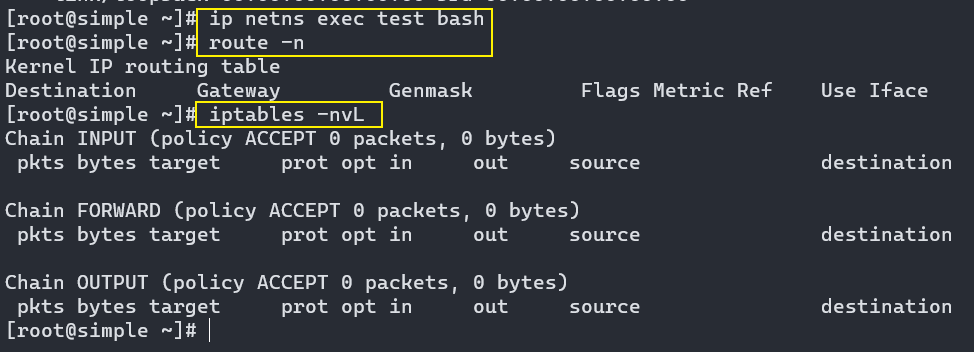 [root@simple ~]# ip netns exec test bash
[root@simple ~]# route -n
Kernel IP routing table
Destination     Gateway         Genmask         Flags Metric Ref    Use Iface
[root@simple ~]# iptables -nvL
Chain INPUT (policy ACCEPT 0 packets, 0 bytes)
 pkts bytes target     prot opt in     out     source               destination
Chain FORWARD (policy ACCEPT 0 packets, 0 bytes)
 pkts bytes target     prot opt in     out     source               destination
Chain OUTPUT (policy ACCEPT 0 packets, 0 bytes)
 pkts bytes target     prot opt in     out     source               destination
[root@simple ~]#